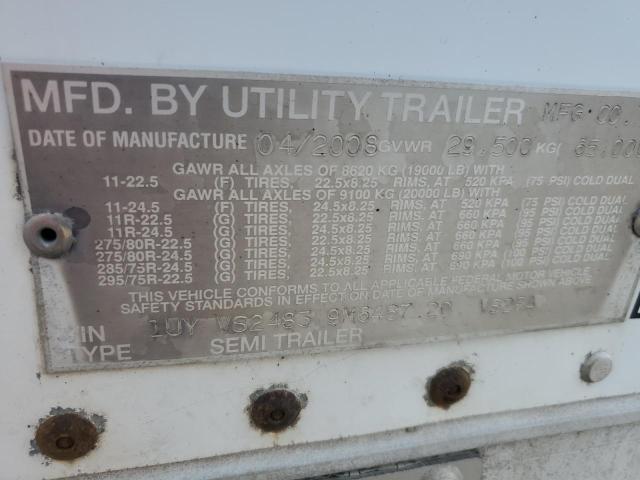 MFD. BY UTILITY TRAILER MFG. CO.
DATE OF MANUFACTURE 04/2008 GVWR 29,500 KG( 65,000
GAWR ALL AXLES OF 8620 KG (19000 LB) WITH
11-22.5 (F) TIRES, 22.5x8.25 RIMS, AT 520 KPA (75 PSI) COLD DUAL
GAWR ALL AXLES OF 9100 KG (20000 LB) WITH
11-24.5 (F) TIRES, 24.5x8.25 RIMS, AT 520 KPA (75 PSI) COLD DUAL
11R-22.5 (G) TIRES, 22.5x8.25 RIMS, AT 660 KPA COLD DUAL
11R-24.5 (G) TIRES, 24.5x8.25 RIMS, AT 660 KPA COLD DUAL
275/80R-22.5 (G) TIRES, 22.5x8.25 RIMS, AT 660 KPA COLD DUAL
275/80R-24.5 (G) TIRES, 24.5x8.25 RIMS, AT 660 KPA COLD DUAL
285/75R-24.5 (G) TIRES, 24.5x8.25 RIMS, AT 690 KPA COLD DUAL
295/75R-22.5 (G) TIRES, 22.5x8.25 RIMS, AT 690 KPA COLD DUAL
THIS VEHICLE CONFORMS TO ALL APPLICABLE FEDERAL MOTOR VEHICLE
SAFETY STANDARDS IN EFFECT ON DATE OF MANUFACTURE SHOWN ABOVE.
VIN 1UY VS2483
TYPE SEMI TRAILER